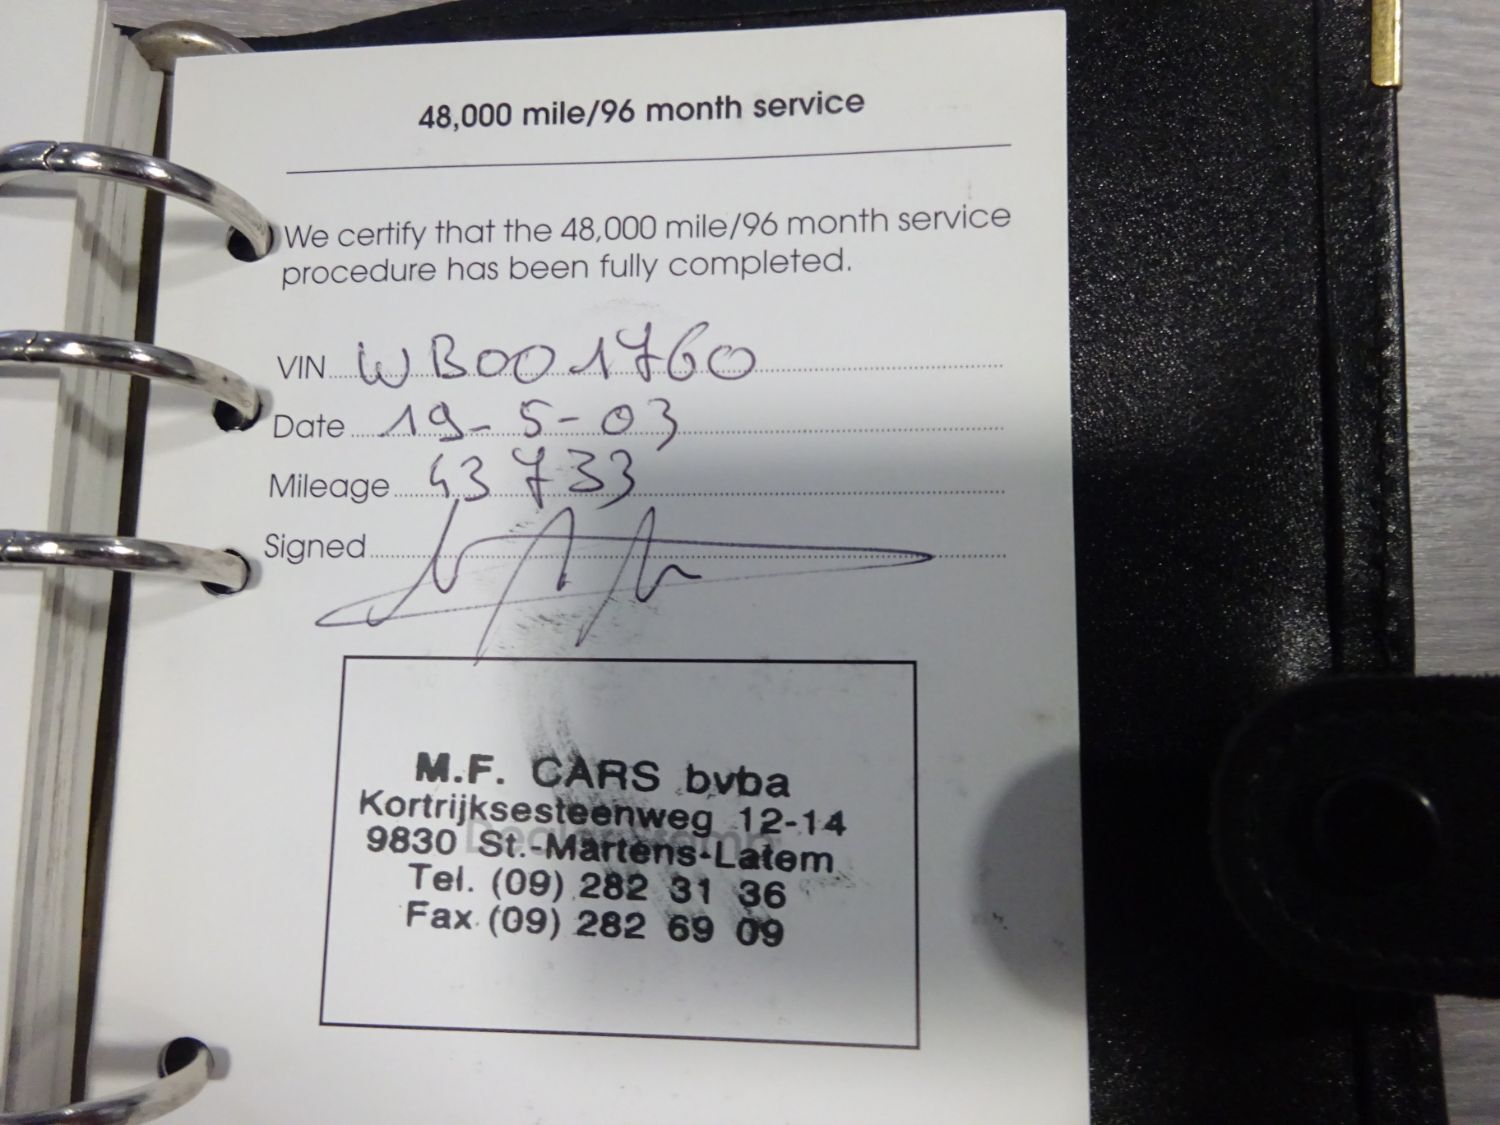 48,000 mile/96 month service
We certify that the 48,000 mile/96 month service
procedure has been fully completed.
VIN WB001760
Date 19-5-03
Mileage 43733
Signed
M.F. CARS bvba
Kortrijksesteenweg 12-14
9830 St.-Martens-Latem
Tel. (09) 282 31 36
Fax (09) 282 69 09